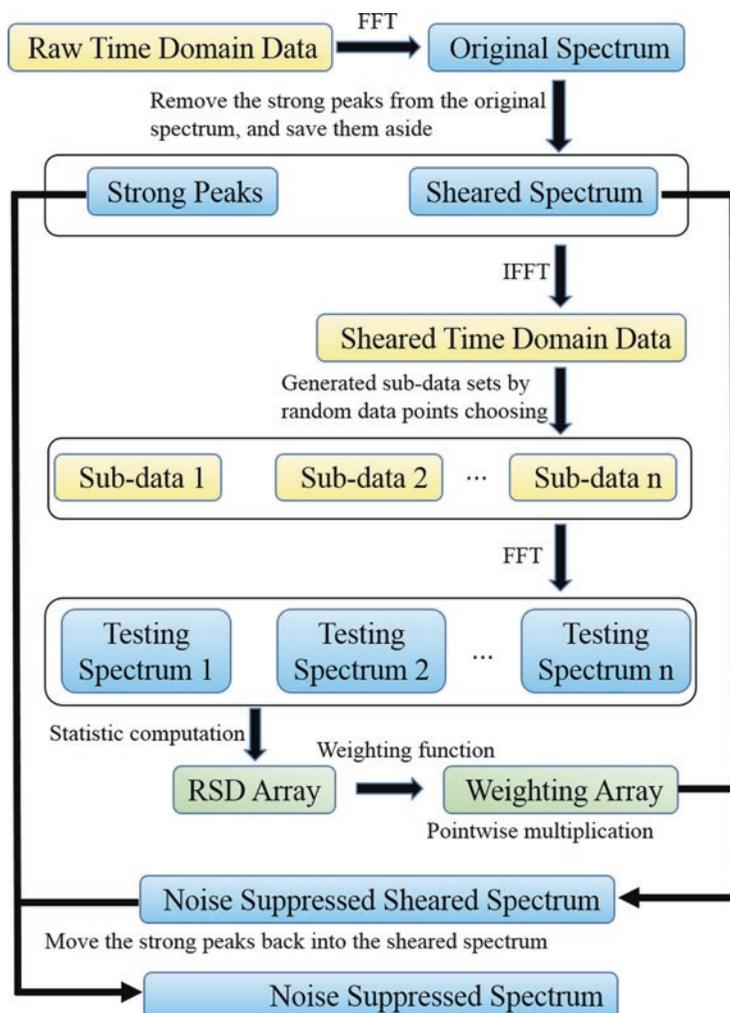 FFT
Raw Time Domain Data
Original Spectrum
Remove the strong peaks from the original
spectrum, and save them aside
Strong Peaks
Sheared Spectrum
IFFT
Sheared Time Domain Data
Generated sub-data sets by
random data points choosing
Sub-data 1
Sub-data 2
...
Sub-data n
FFT
Testing
Spectrum 1
Testing
Spectrum 2
...
Testing
Spectrum n
Statistic computation
Weighting function
RSD Array
Weighting Array
Pointwise multiplication
Noise Suppressed Sheared Spectrum
Move the strong peaks back into the sheared spectrum
Noise Suppressed Spectrum